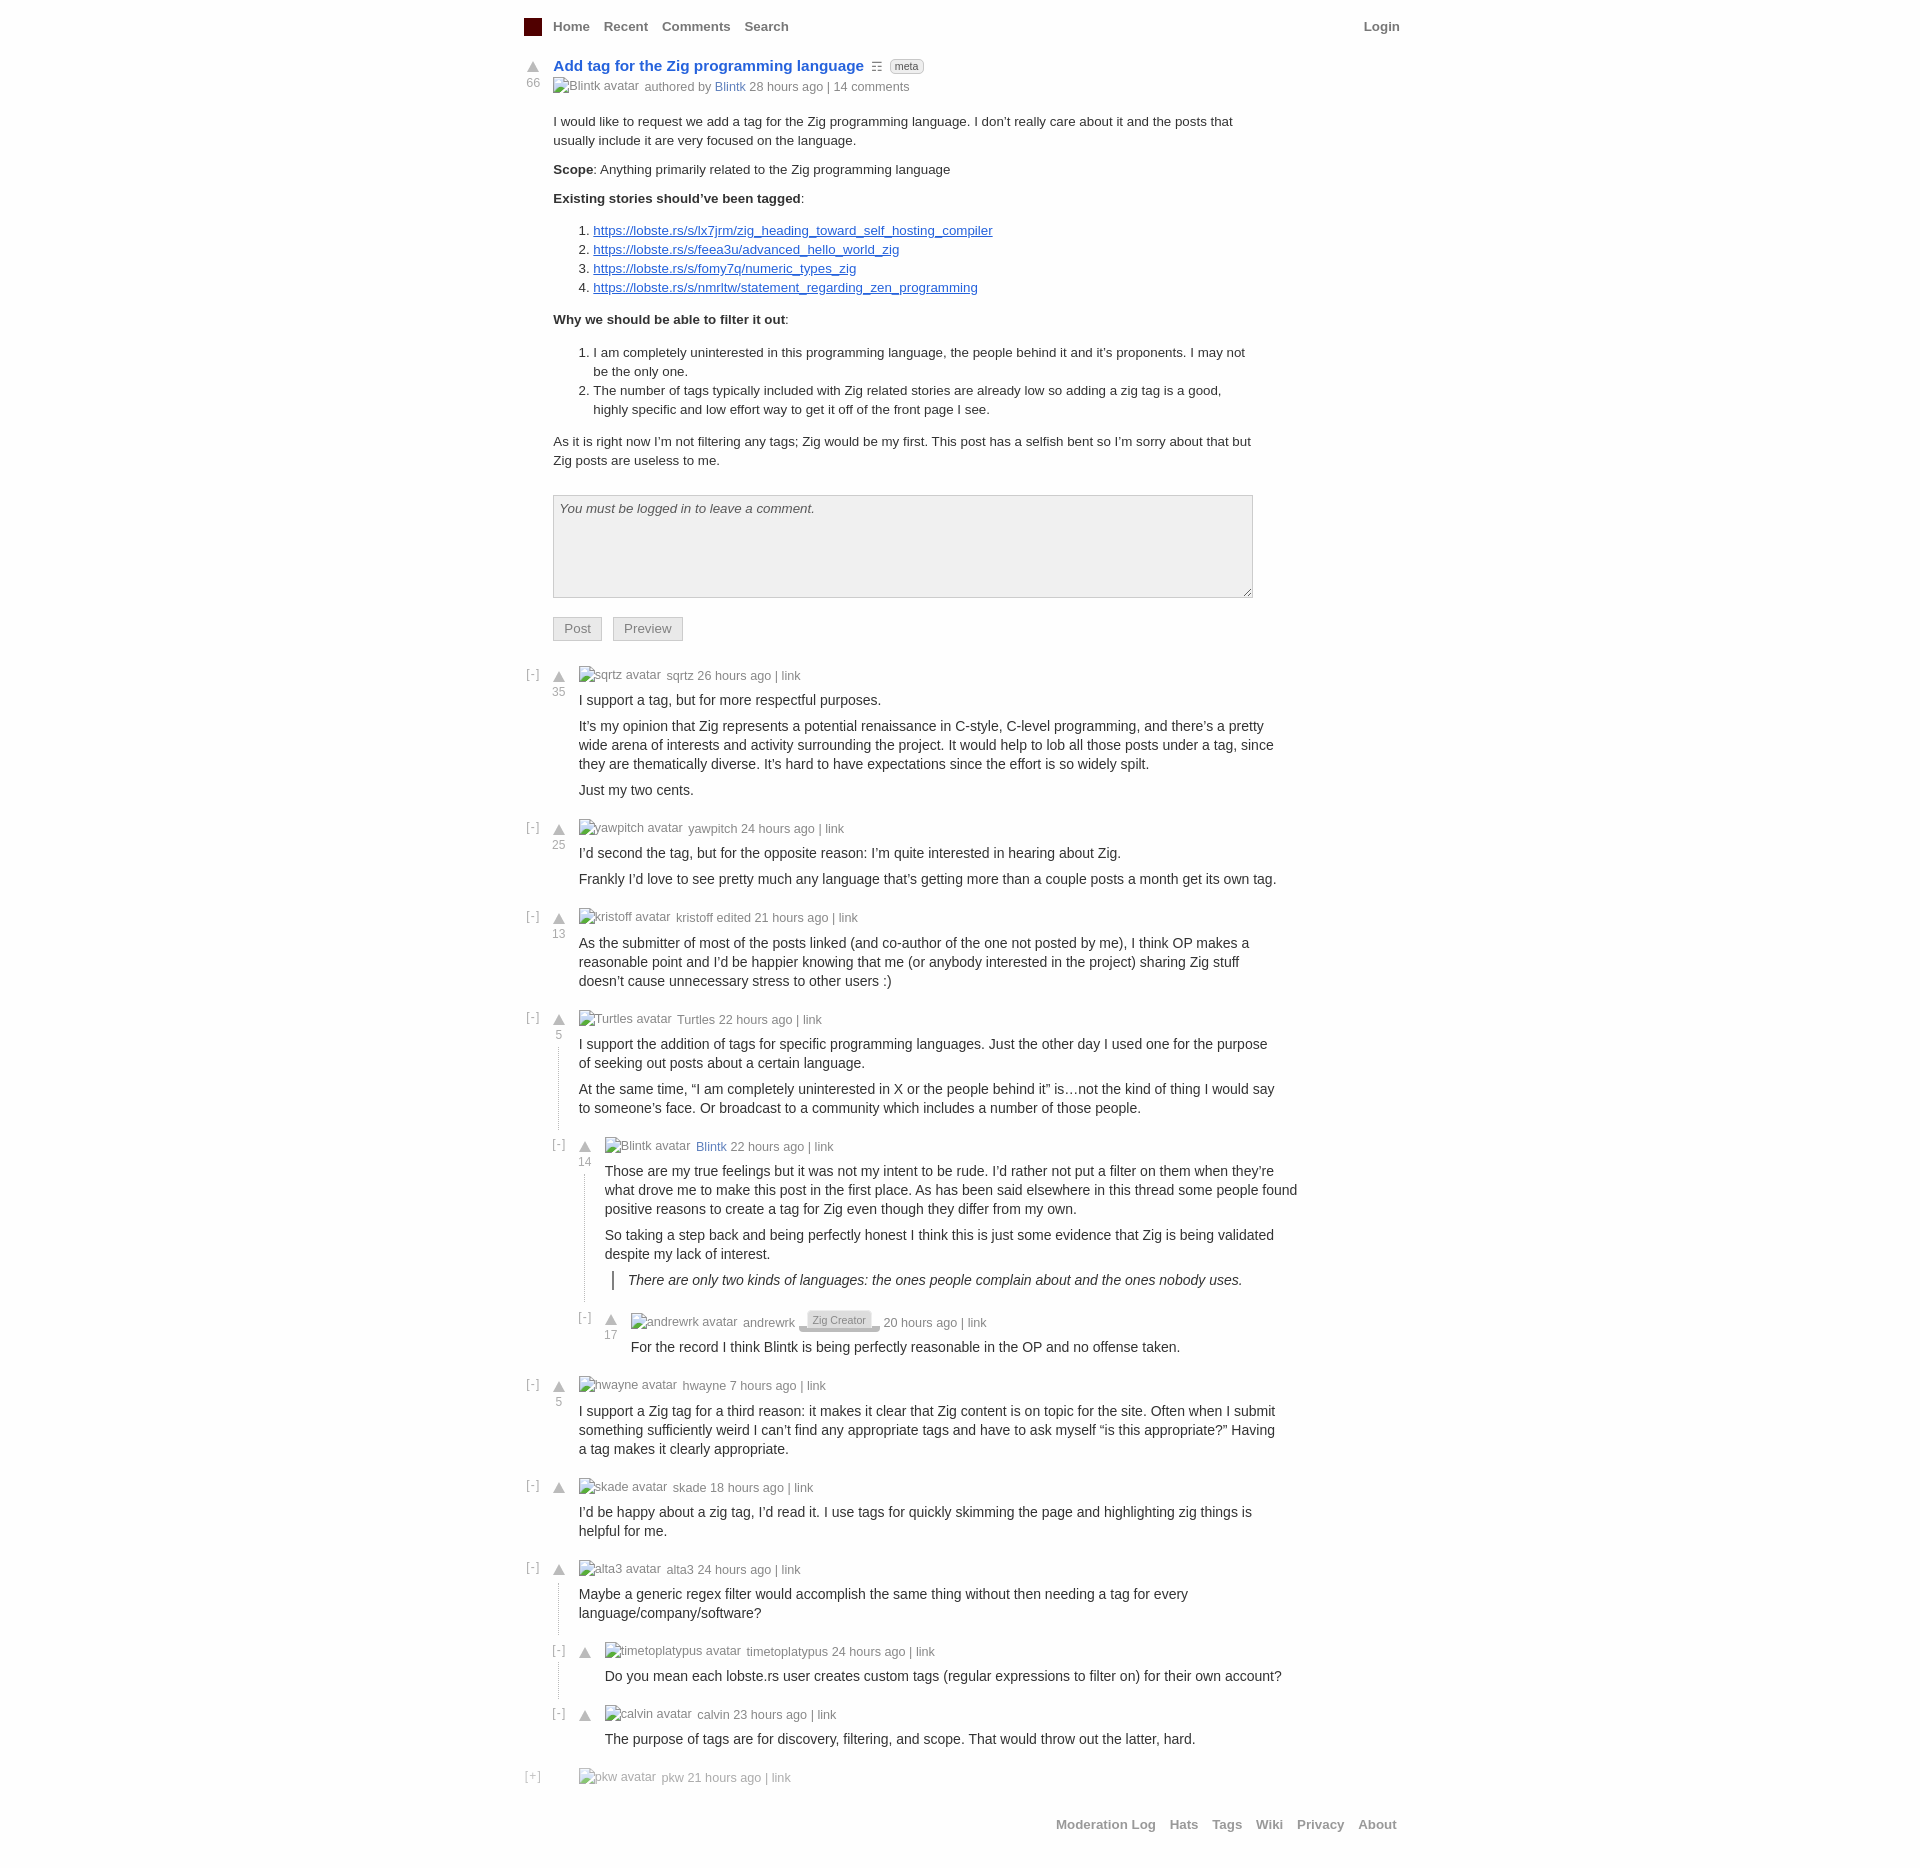 Home Recent Comments Search Login
Add tag for the Zig programming language ☶ meta
66
Blintk avatar authored by Blintk 28 hours ago | 14 comments
I would like to request we add a tag for the Zig programming language. I don’t really care about it and the posts that
usually include it are very focused on the language.
Scope: Anything primarily related to the Zig programming language
Existing stories should’ve been tagged:
1. https://lobste.rs/s/lx7jrm/zig_heading_toward_self_hosting_compiler
2. https://lobste.rs/s/feea3u/advanced_hello_world_zig
3. https://lobste.rs/s/fomy7q/numeric_types_zig
4. https://lobste.rs/s/nmrltw/statement_regarding_zen_programming
Why we should be able to filter it out:
1. I am completely uninterested in this programming language, the people behind it and it’s proponents. I may not
be the only one.
2. The number of tags typically included with Zig related stories are already low so adding a zig tag is a good,
highly specific and low effort way to get it off of the front page I see.
As it is right now I’m not filtering any tags; Zig would be my first. This post has a selfish bent so I’m sorry about that but
Zig posts are useless to me.
You must be logged in to leave a comment.
Post Preview
[-] sqrtz avatar sqrtz 26 hours ago | link
35
I support a tag, but for more respectful purposes.
It’s my opinion that Zig represents a potential renaissance in C-style, C-level programming, and there’s a pretty
wide arena of interests and activity surrounding the project. It would help to lob all those posts under a tag, since
they are thematically diverse. It’s hard to have expectations since the effort is so widely spilt.
Just my two cents.
[-] yawpitch avatar yawpitch 24 hours ago | link
25
I’d second the tag, but for the opposite reason: I’m quite interested in hearing about Zig.
Frankly I’d love to see pretty much any language that’s getting more than a couple posts a month get its own tag.
[-] kristoff avatar kristoff edited 21 hours ago | link
13
As the submitter of most of the posts linked (and co-author of the one not posted by me), I think OP makes a
reasonable point and I’d be happier knowing that me (or anybody interested in the project) sharing Zig stuff
doesn’t cause unnecessary stress to other users :)
[-] Turtles avatar Turtles 22 hours ago | link
5
I support the addition of tags for specific programming languages. Just the other day I used one for the purpose
of seeking out posts about a certain language.
At the same time, “I am completely uninterested in X or the people behind it” is…not the kind of thing I would say
to someone’s face. Or broadcast to a community which includes a number of those people.
[-] Blintk avatar Blintk 22 hours ago | link
14
Those are my true feelings but it was not my intent to be rude. I’d rather not put a filter on them when they’re
what drove me to make this post in the first place. As has been said elsewhere in this thread some people found
positive reasons to create a tag for Zig even though they differ from my own.
So taking a step back and being perfectly honest I think this is just some evidence that Zig is being validated
despite my lack of interest.
There are only two kinds of languages: the ones people complain about and the ones nobody uses.
[-] andrewrk avatar andrewrk Zig Creator 20 hours ago | link
17
For the record I think Blintk is being perfectly reasonable in the OP and no offense taken.
[-] hwayne avatar hwayne 7 hours ago | link
5
I support a Zig tag for a third reason: it makes it clear that Zig content is on topic for the site. Often when I submit
something sufficiently weird I can’t find any appropriate tags and have to ask myself “is this appropriate?” Having
a tag makes it clearly appropriate.
[-] skade avatar skade 18 hours ago | link
I’d be happy about a zig tag, I’d read it. I use tags for quickly skimming the page and highlighting zig things is
helpful for me.
[-] alta3 avatar alta3 24 hours ago | link
Maybe a generic regex filter would accomplish the same thing without then needing a tag for every
language/company/software?
[-] timetoplatypus avatar timetoplatypus 24 hours ago | link
Do you mean each lobste.rs user creates custom tags (regular expressions to filter on) for their own account?
[-] calvin avatar calvin 23 hours ago | link
The purpose of tags are for discovery, filtering, and scope. That would throw out the latter, hard.
[+] pkw avatar pkw 21 hours ago | link
Moderation Log Hats Tags Wiki Privacy About